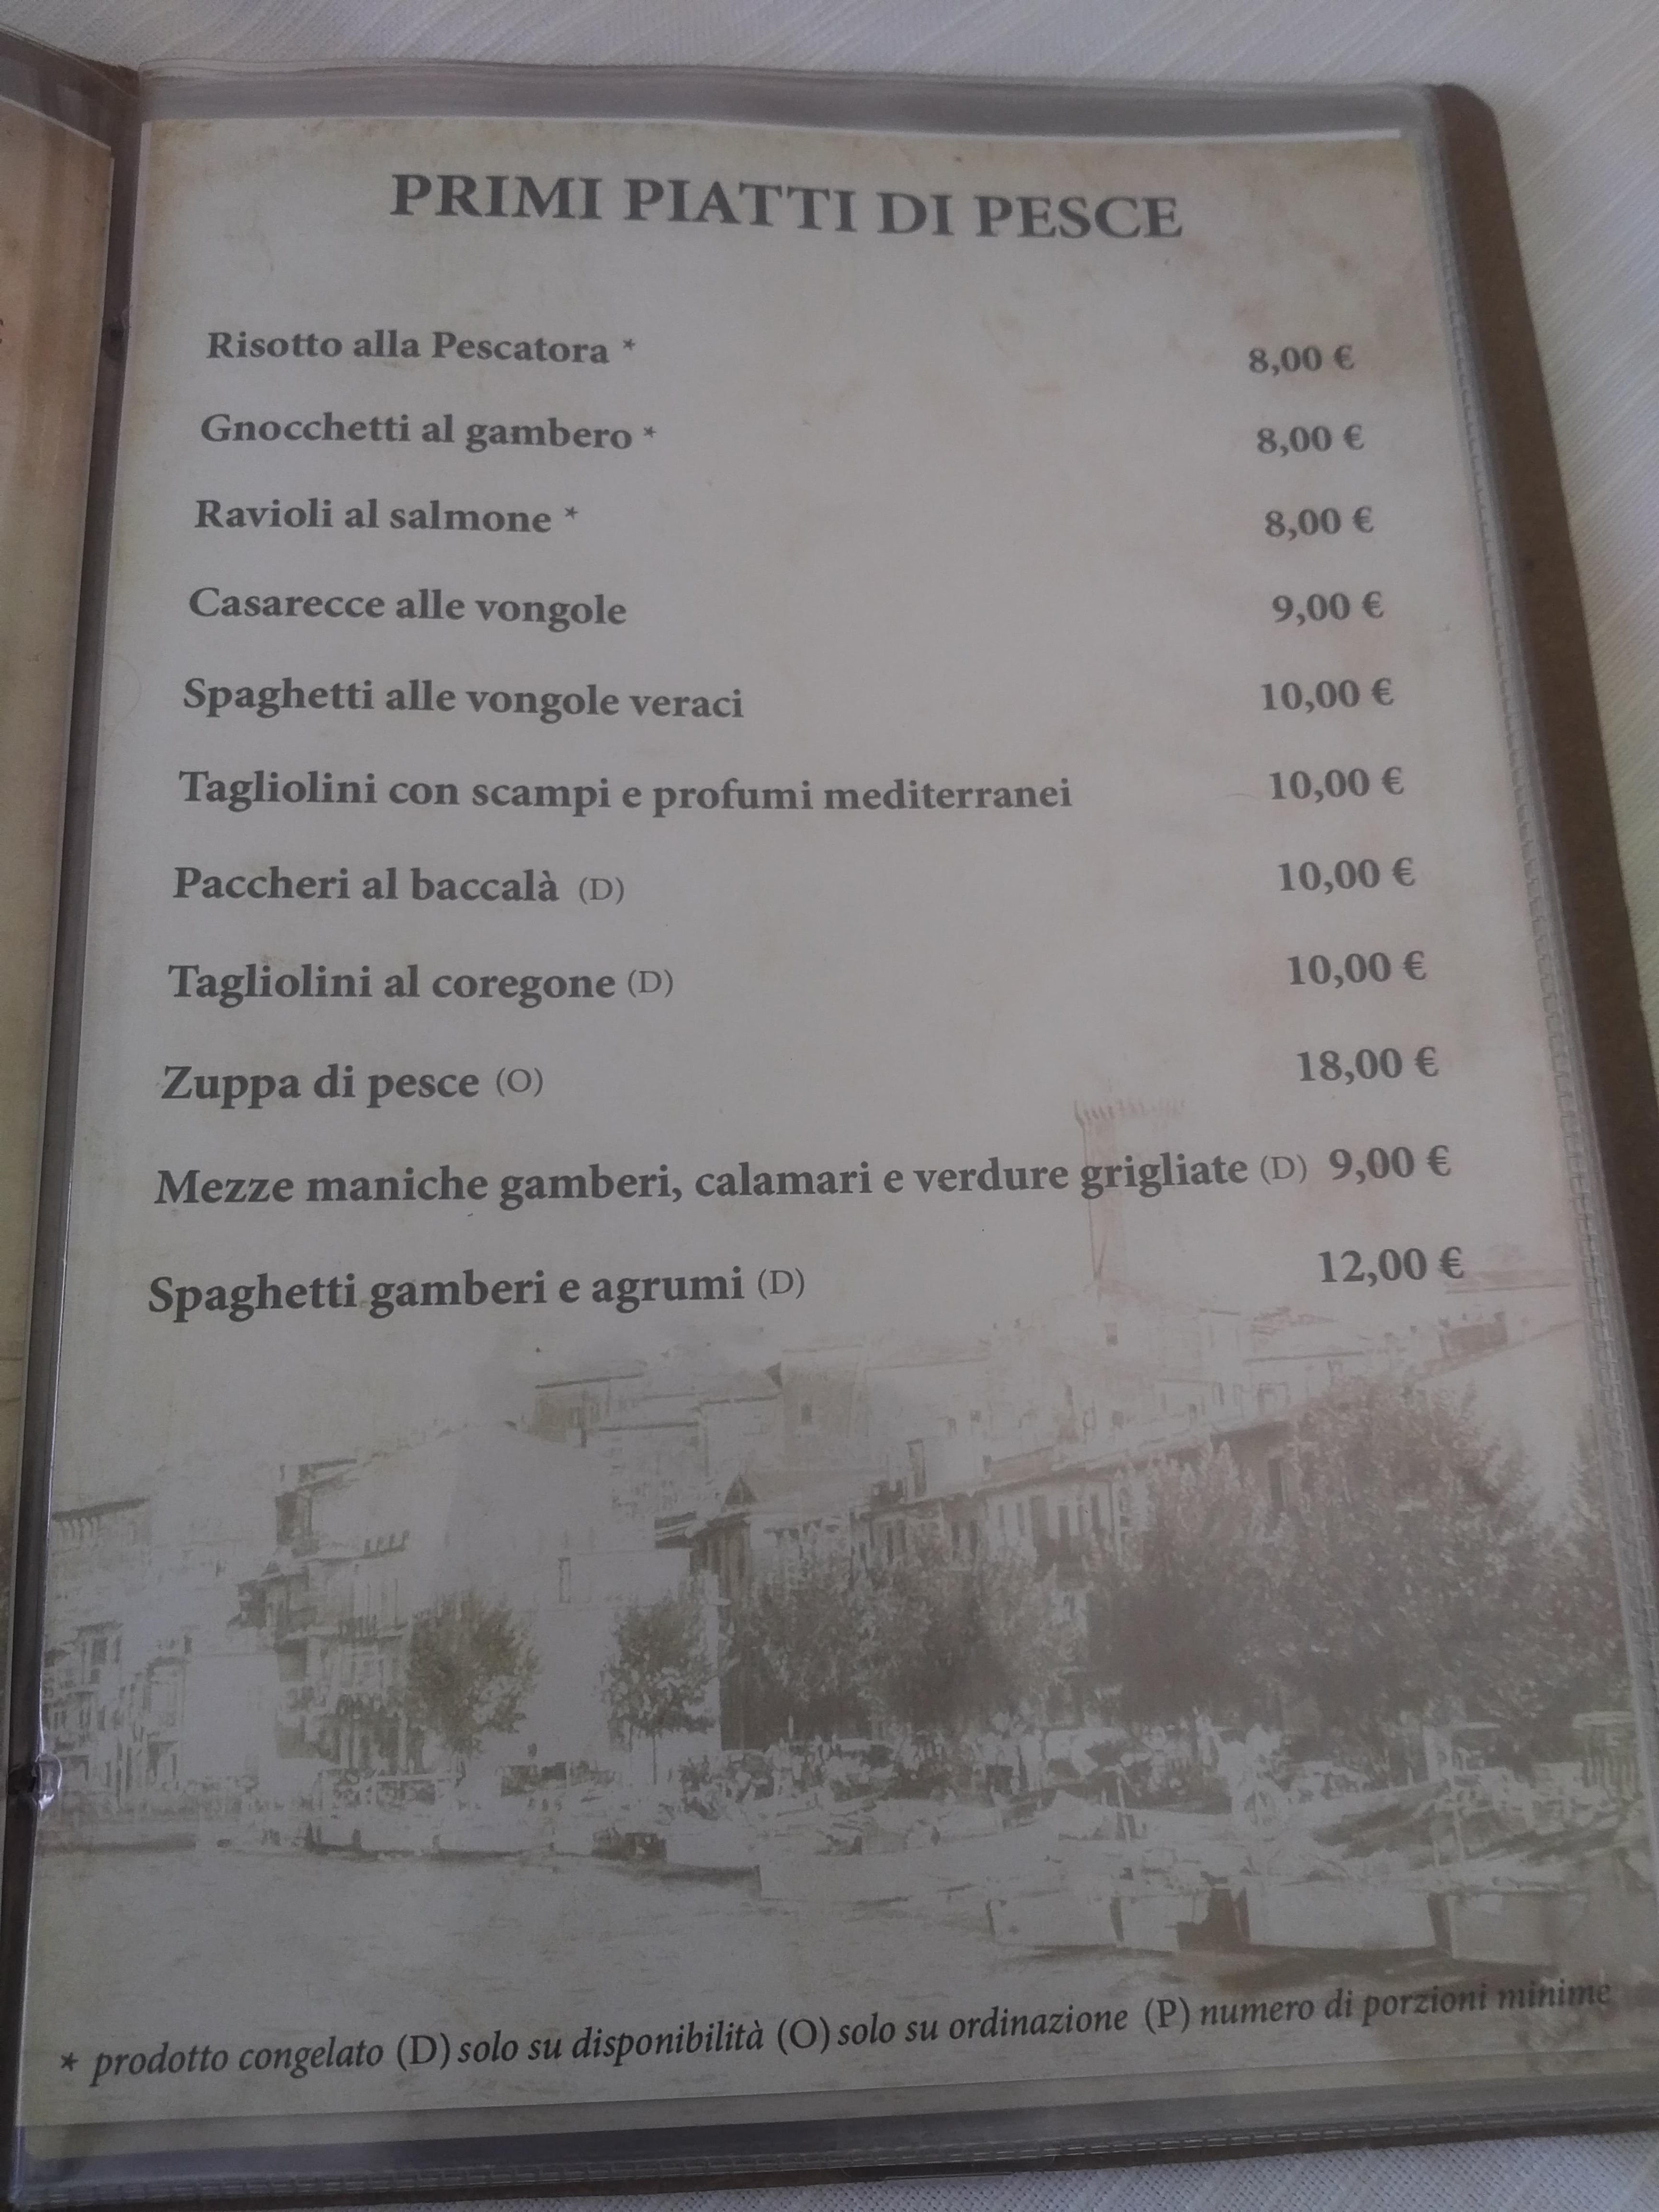 PRIMI PIATTI DI PESCE
Risotto alla Pescatora * 8,00 €
Gnocchetti al gambero * 8,00 €
Ravioli al salmone * 8,00 €
Casarecce alle vongole 9,00 €
Spaghetti alle vongole veraci 10,00 €
Tagliolini con scampi e profumi mediterranei 10,00 €
Paccheri al baccalà (D) 10,00 €
Tagliolini al coregone (D) 10,00 €
Zuppa di pesce (O) 18,00 €
Mezze maniche gamberi, calamari e verdure grigliate (D) 9,00 €
Spaghetti gamberi e agrumi (D) 12,00 €
* prodotto congelato (D) solo su disponibilità (O) solo su ordinazione (P) numero di porzioni minime